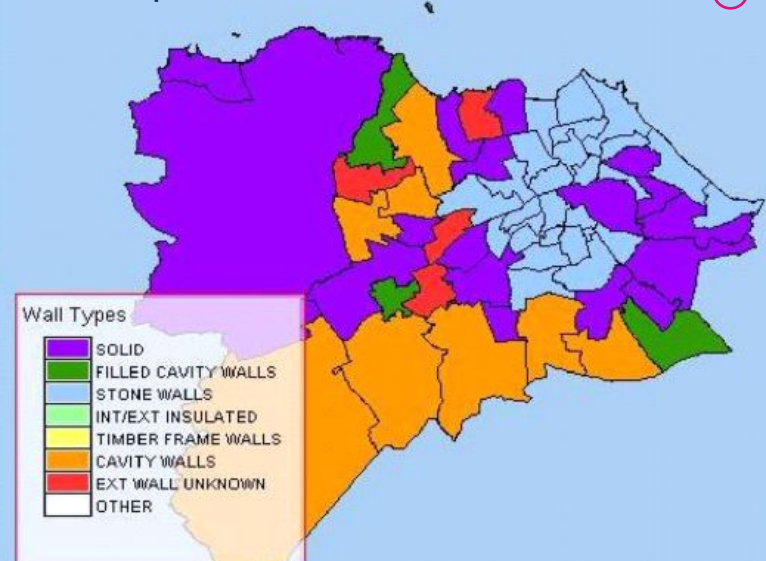 Wall Types
SOLID
FILLED CAVITY WALLS
STONE WALLS
INT/EXT INSULATED
TIMBER FRAME WALLS
CAVITY WALLS
EXT WALL UNKNOWN
OTHER